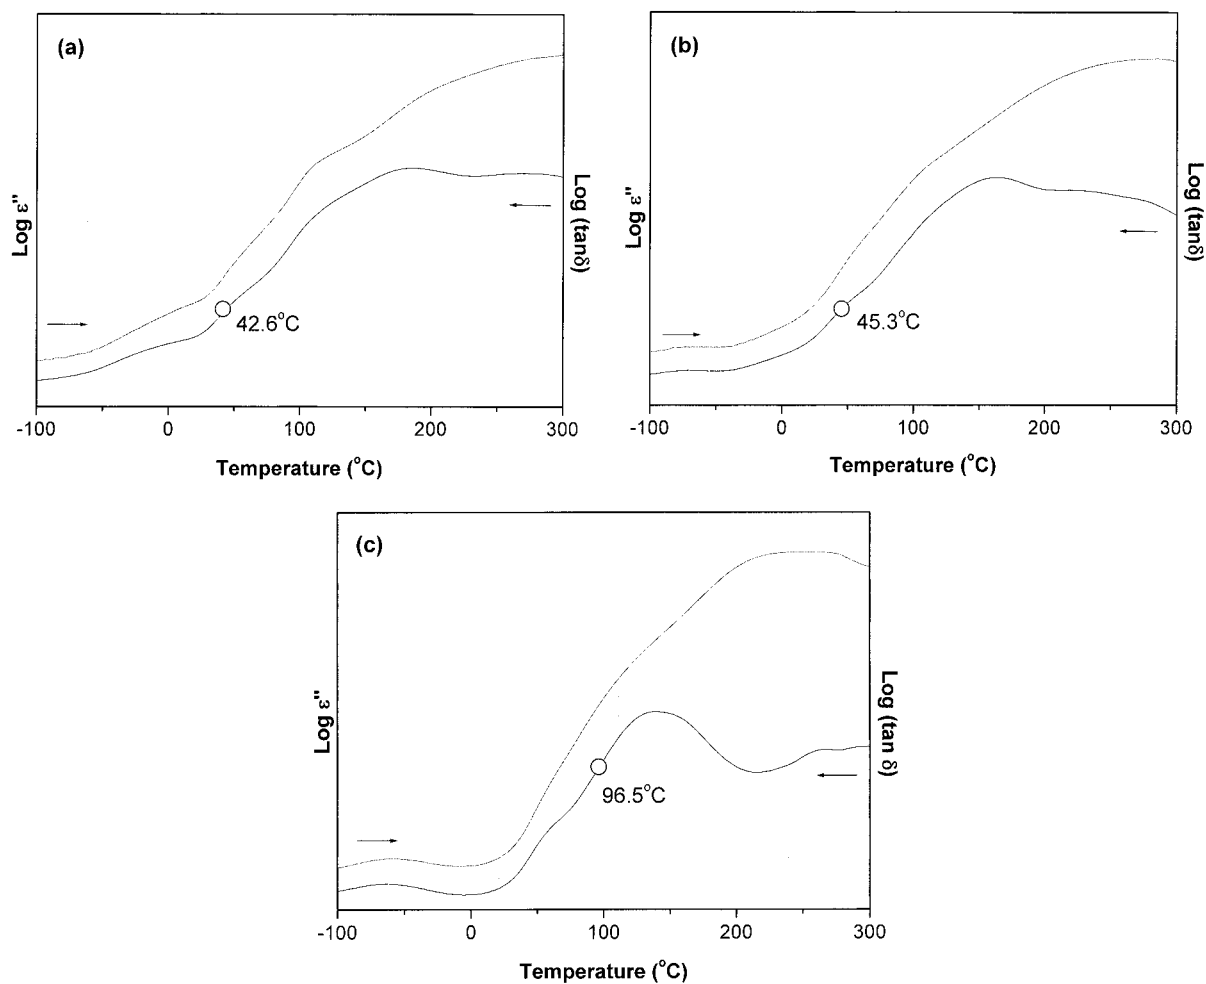 (a)
Log ε"
Log (tanδ)
42.6°C
-100 0 100 200 300
Temperature (°C)
(b)
Log ε"
Log (tanδ)
45.3°C
-100 0 100 200 300
Temperature (°C)
(c)
Log ε"
Log (tan δ)
96.5°C
-100 0 100 200 300
Temperature (°C)